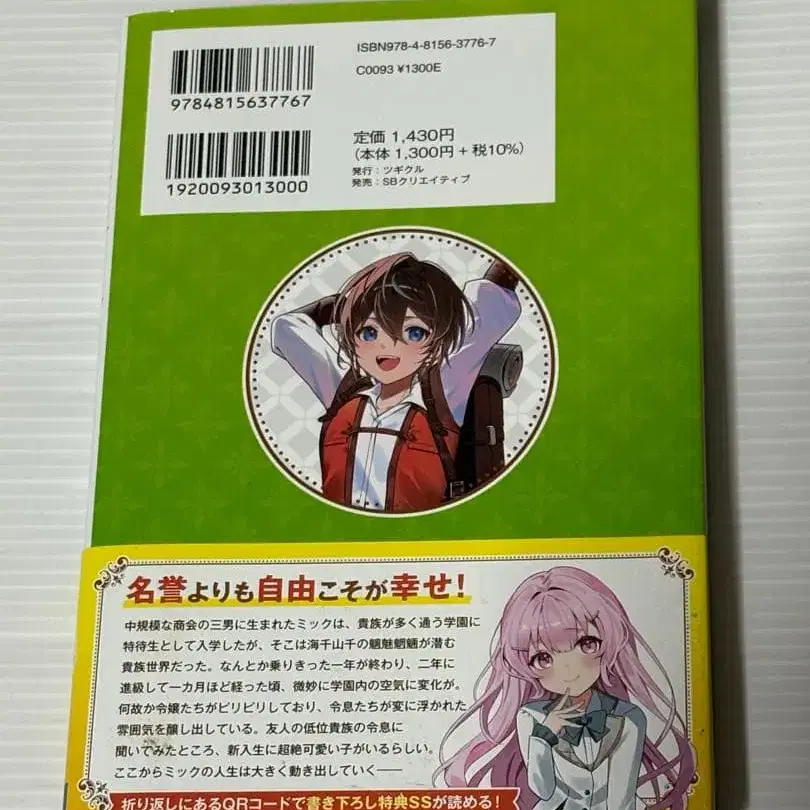 ISBN978-4-8156-3776-7
C0093 ¥1300E
9784815637767
定価 1,430円
(本体 1,300円+税10%)
発行:ツギクル
発売:SBクリエイティブ
1920093013000
名誉よりも自由こそが幸せ!
中規模な商会の三男に生まれたミックは、貴族が多く通う学園に
特待生として入学したが、そこは海千山千の魑魅魍魎が潜む
貴族世界だった。なんとか乗りきった一年が終わり、二年に
進級して一カ月ほど経った頃、微妙に学園内の空気に変化が。
何故か令嬢たちがピリピリしており、令息たちが変に浮かれた
雰囲気を醸し出している。友人の低位貴族の令息に
聞いてみたところ、新入生に超絶可愛い子がいるらしい。
ここからミックの人生は大きく動き出していく──
折り返しにあるQRコードで書き下ろし特典SSが読める!